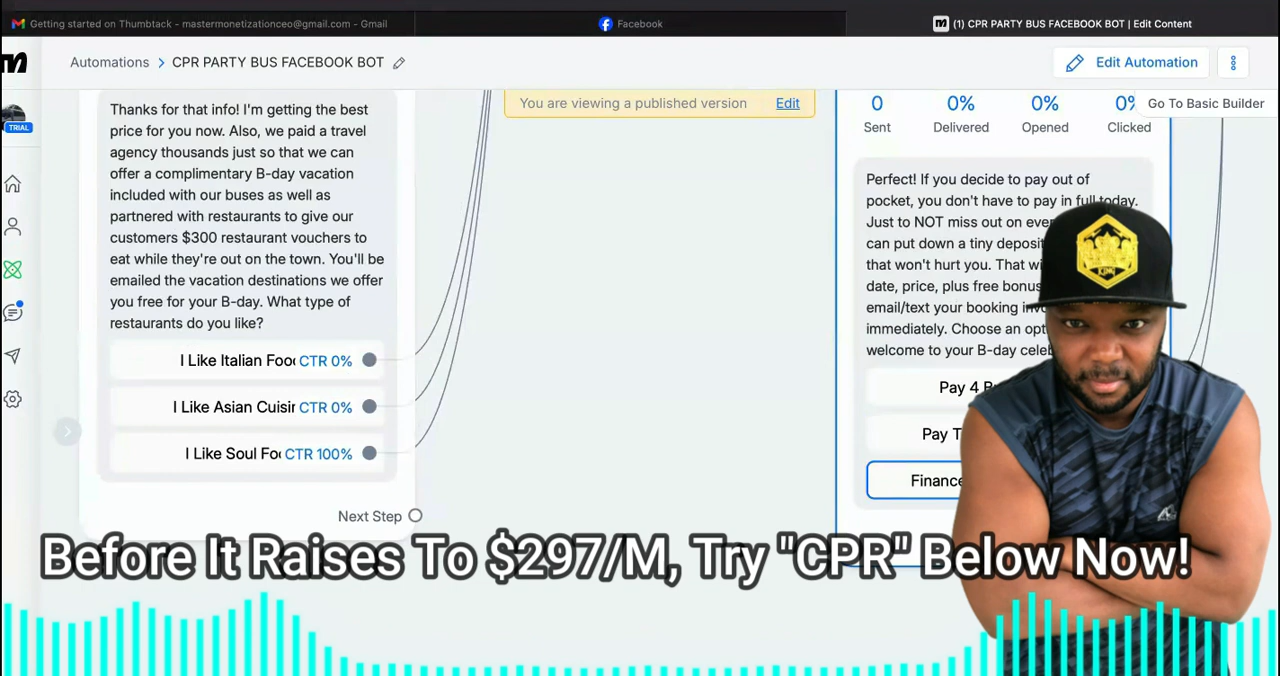 Getting started on Thumbtack - mastermonetizationceo@gmail.com - Gmail
Facebook
(1) CPR PARTY BUS FACEBOOK BOT | Edit Content
Automations > CPR PARTY BUS FACEBOOK BOT
Edit Automation
TRIAL
Thanks for that info! I'm getting the best
price for you now. Also, we paid a travel
agency thousands just so that we can
offer a complimentary B-day vacation
included with our buses as well as
partnered with restaurants to give our
customers $300 restaurant vouchers to
eat while they're out on the town. You'll be
emailed the vacation destinations we offer
you free for your B-day. What type of
restaurants do you like?
I Like Italian Foo CTR 0%
I Like Asian Cuisin CTR 0%
I Like Soul Foo CTR 100%
Next Step
You are viewing a published version Edit
0 0% 0% 0% Go To Basic Builder
Sent Delivered Opened Clicked
Perfect! If you decide to pay out of
pocket, you don't have to pay in full today.
Just to NOT miss out on
can put down a tiny deposit
that won't hurt you. That
date, price, plus free bonus
email/text your booking
immediately. Choose an
welcome to your B-day
Pay 4
Pay
Finance
KING
Before It Raises To $297/M, Try "CPR" Below Now!